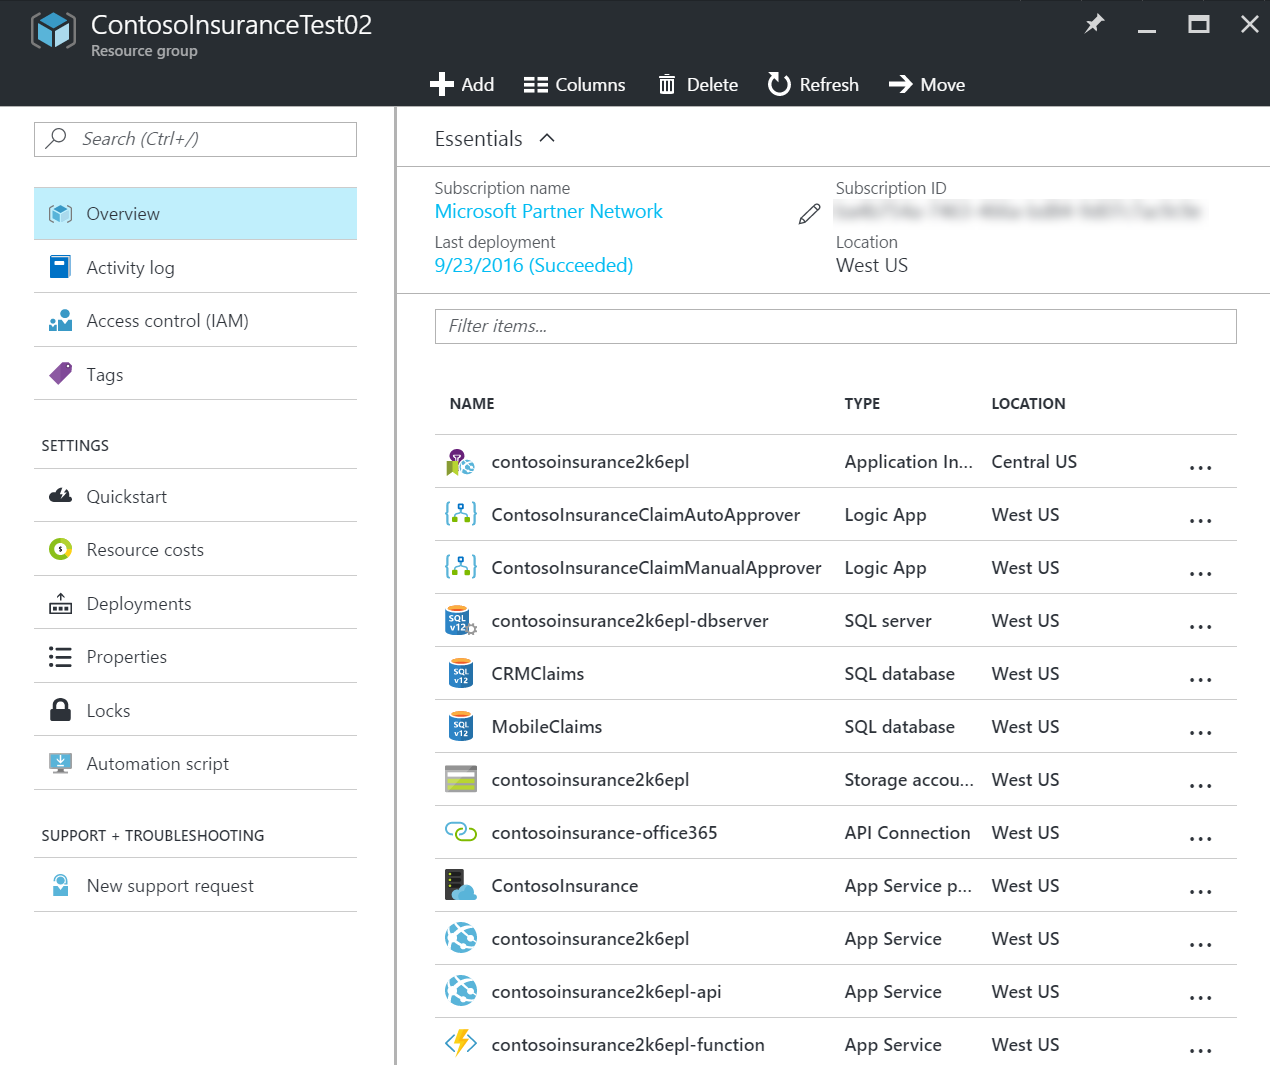 ContosoInsuranceTest02
Resource group
Add Columns Delete Refresh Move
Search (Ctrl+/)
Overview
Activity log
Access control (IAM)
Tags
SETTINGS
Quickstart
Resource costs
Deployments
Properties
Locks
Automation script
SUPPORT + TROUBLESHOOTING
New support request
Essentials
Subscription name Subscription ID
Microsoft Partner Network
Last deployment Location
9/23/2016 (Succeeded) West US
Filter items...
NAME TYPE LOCATION
contosoinsurance2k6epl Application In... Central US ...
ContosoInsuranceClaimAutoApprover Logic App West US ...
ContosoInsuranceClaimManualApprover Logic App West US ...
SQL v12 contosoinsurance2k6epl-dbserver SQL server West US ...
SQL v12 CRMClaims SQL database West US ...
SQL v12 MobileClaims SQL database West US ...
contosoinsurance2k6epl Storage accou... West US ...
contosoinsurance-office365 API Connection West US ...
ContosoInsurance App Service p... West US ...
contosoinsurance2k6epl App Service West US ...
contosoinsurance2k6epl-api App Service West US ...
contosoinsurance2k6epl-function App Service West US ...